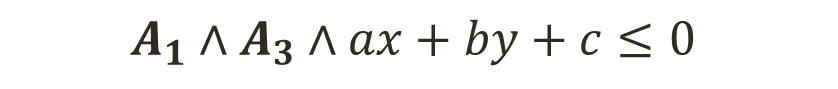 A₁ ∧ A₃ ∧ ax + by + c ≤ 0